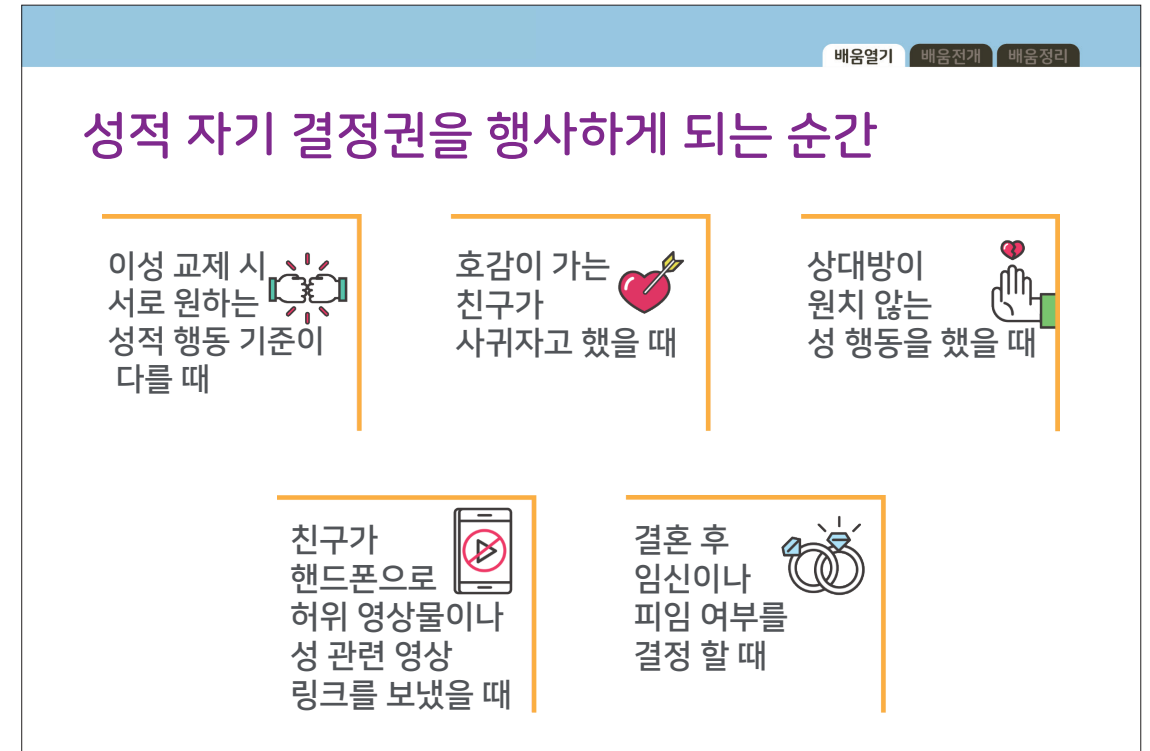 배움열기 배움전개 배움정리
성적 자기 결정권을 행사하게 되는 순간
이성 교제 시
서로 원하는
성적 행동 기준이
다를 때
호감이 가는
친구가
사귀자고 했을 때
상대방이
원치 않는
성 행동을 했을 때
친구가
핸드폰으로
허위 영상물이나
성 관련 영상
링크를 보냈을 때
결혼 후
임신이나
피임 여부를
결정 할 때